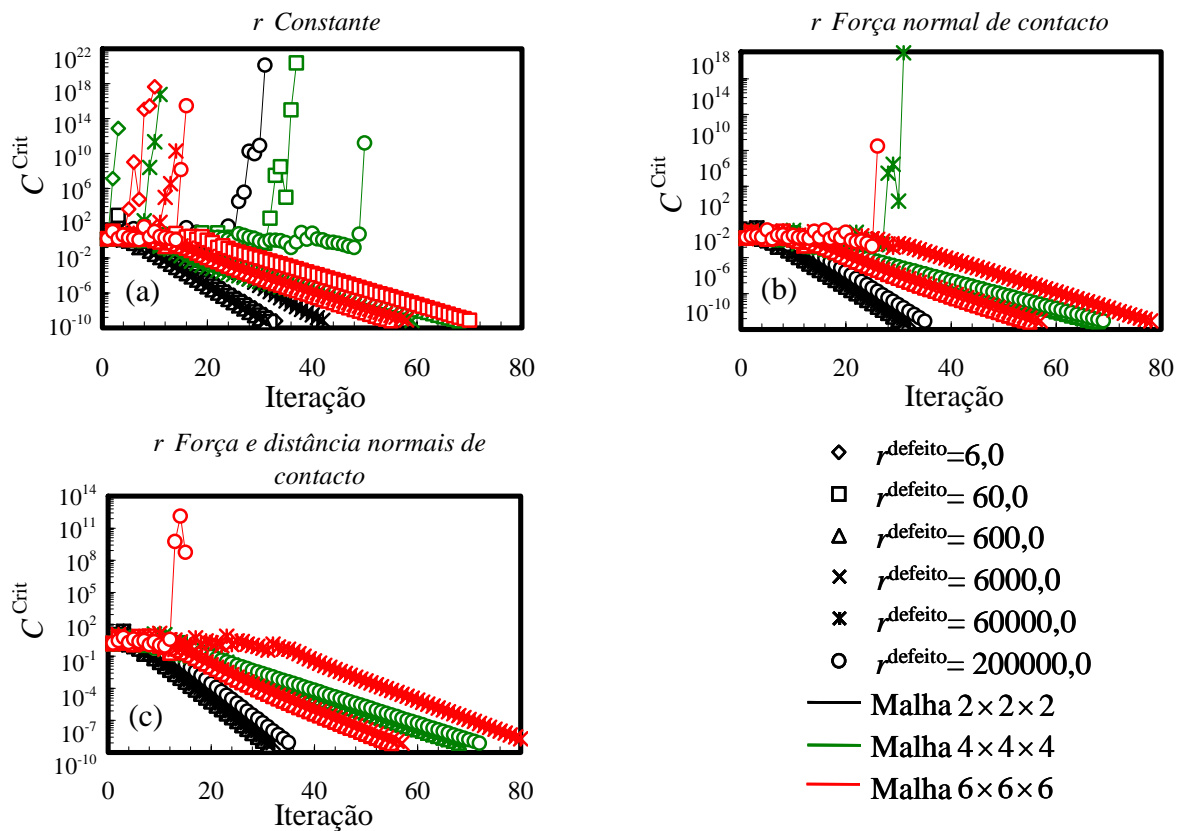 r Constante
10^22
10^18
10^14
10^10
10^6
10^2
10^-2
10^-6
10^-10
C^Crit
(a)
0 20 40 60 80
Iteração
r Força normal de contacto
10^18
10^14
10^10
10^6
10^2
10^-2
10^-6
10^-10
C^Crit
(b)
0 20 40 60 80
Iteração
r Força e distância normais de
contacto
10^14
10^11
10^8
10^5
10^2
10^-1
10^-4
10^-7
10^-10
C^Crit
(c)
0 20 40 60 80
Iteração
r^defeito=6,0
r^defeito= 60,0
r^defeito= 600,0
r^defeito= 6000,0
r^defeito= 60000,0
r^defeito= 200000,0
Malha 2×2×2
Malha 4×4×4
Malha 6×6×6